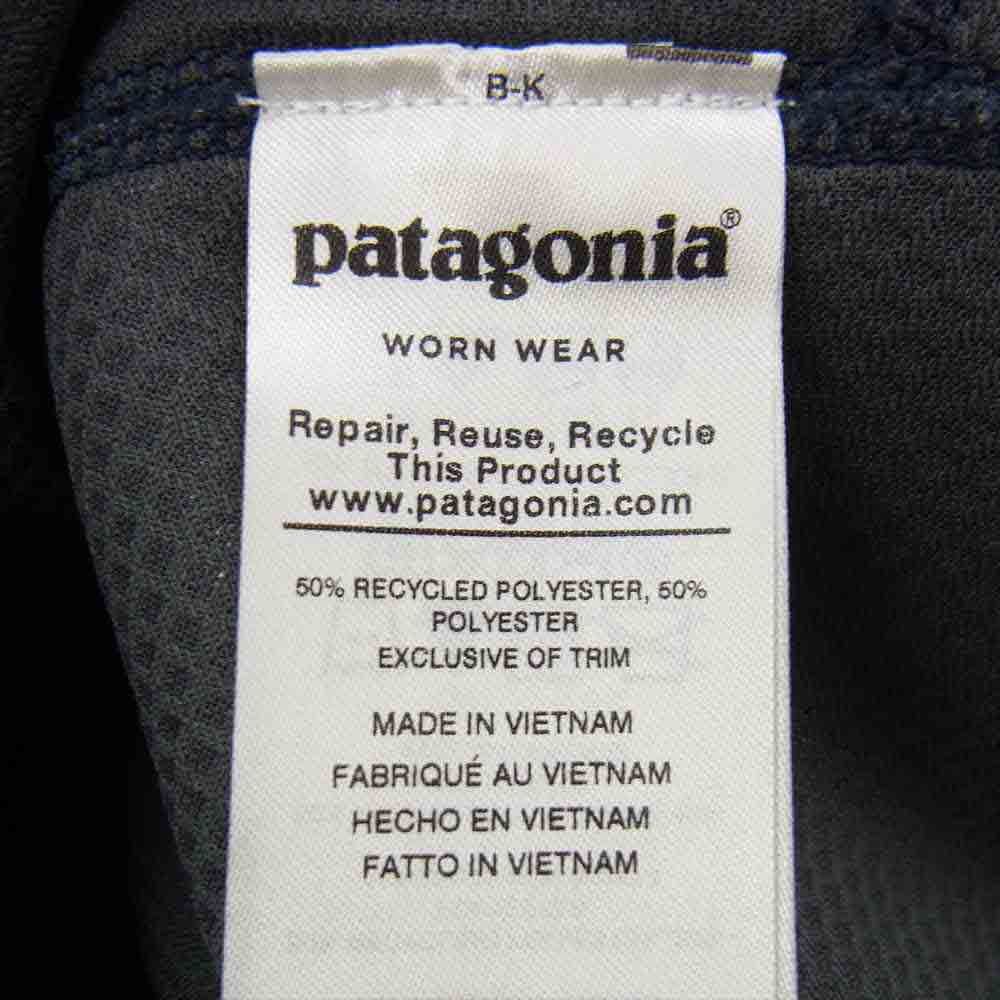 B-K
patagonia®
WORN WEAR
Repair, Reuse, Recycle
This Product
www.patagonia.com
50% RECYCLED POLYESTER, 50%
POLYESTER
EXCLUSIVE OF TRIM
MADE IN VIETNAM
FABRIQUÉ AU VIETNAM
HECHO EN VIETNAM
FATTO IN VIETNAM